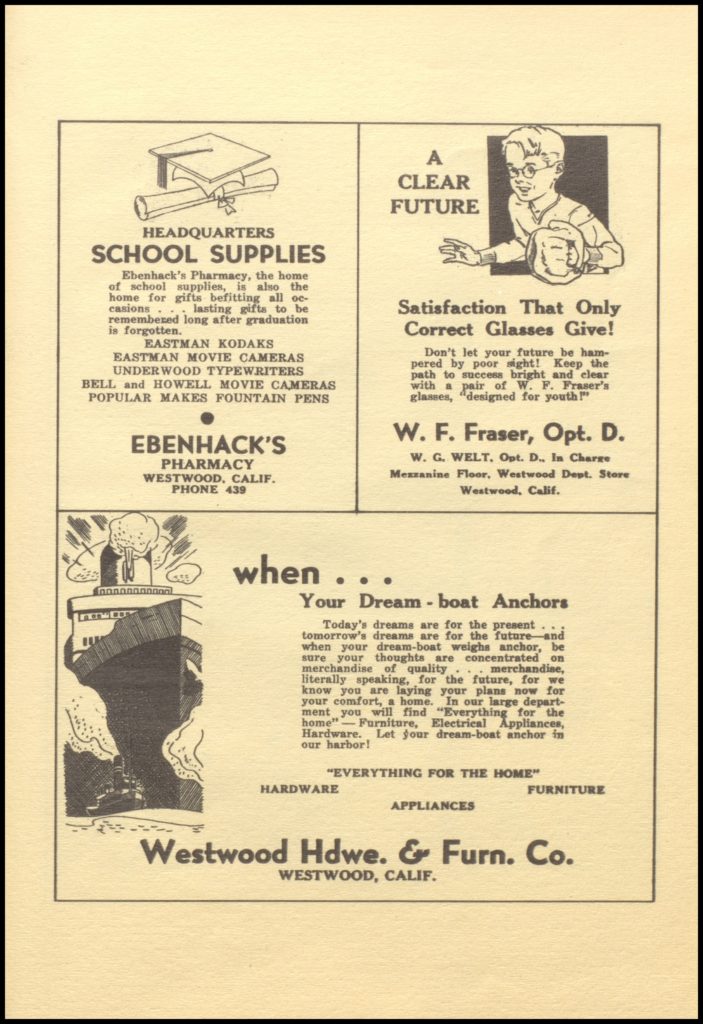 HEADQUARTERS
SCHOOL SUPPLIES
Ebenhack's Pharmacy, the home
of school supplies, is also the
home for gifts befitting all oc-
casions . . . lasting gifts to be
remembered long after graduation
is forgotten.
EASTMAN KODAKS
EASTMAN MOVIE CAMERAS
UNDERWOOD TYPEWRITERS
BELL and HOWELL MOVIE CAMERAS
POPULAR MAKES FOUNTAIN PENS
EBENHACK'S
PHARMACY
WESTWOOD, CALIF.
PHONE 439
A
CLEAR
FUTURE
Satisfaction That Only
Correct Glasses Give!
Don't let your future be ham-
pered by poor sight! Keep the
path to success bright and clear
with a pair of W. F. Fraser's
glasses, "designed for youth!"
W. F. Fraser, Opt. D.
W. G. WELT, Opt. D., In Charge
Mezzanine Floor, Westwood Dept. Store
Westwood, Calif.
when . . .
Your Dream-boat Anchors
Today's dreams are for the present . . .
tomorrow's dreams are for the future—and
when your dream-boat weighs anchor, be
sure your thoughts are concentrated on
merchandise of quality . . . merchandise,
literally speaking, for the future, for we
know you are laying your plans now for
your comfort, a home. In our large depart-
ment you will find "Everything for the
home" — Furniture, Electrical Appliances,
Hardware. Let your dream-boat anchor in
our harbor!
"EVERYTHING FOR THE HOME"
HARDWARE FURNITURE
APPLIANCES
Westwood Hdwe. & Furn. Co.
WESTWOOD, CALIF.